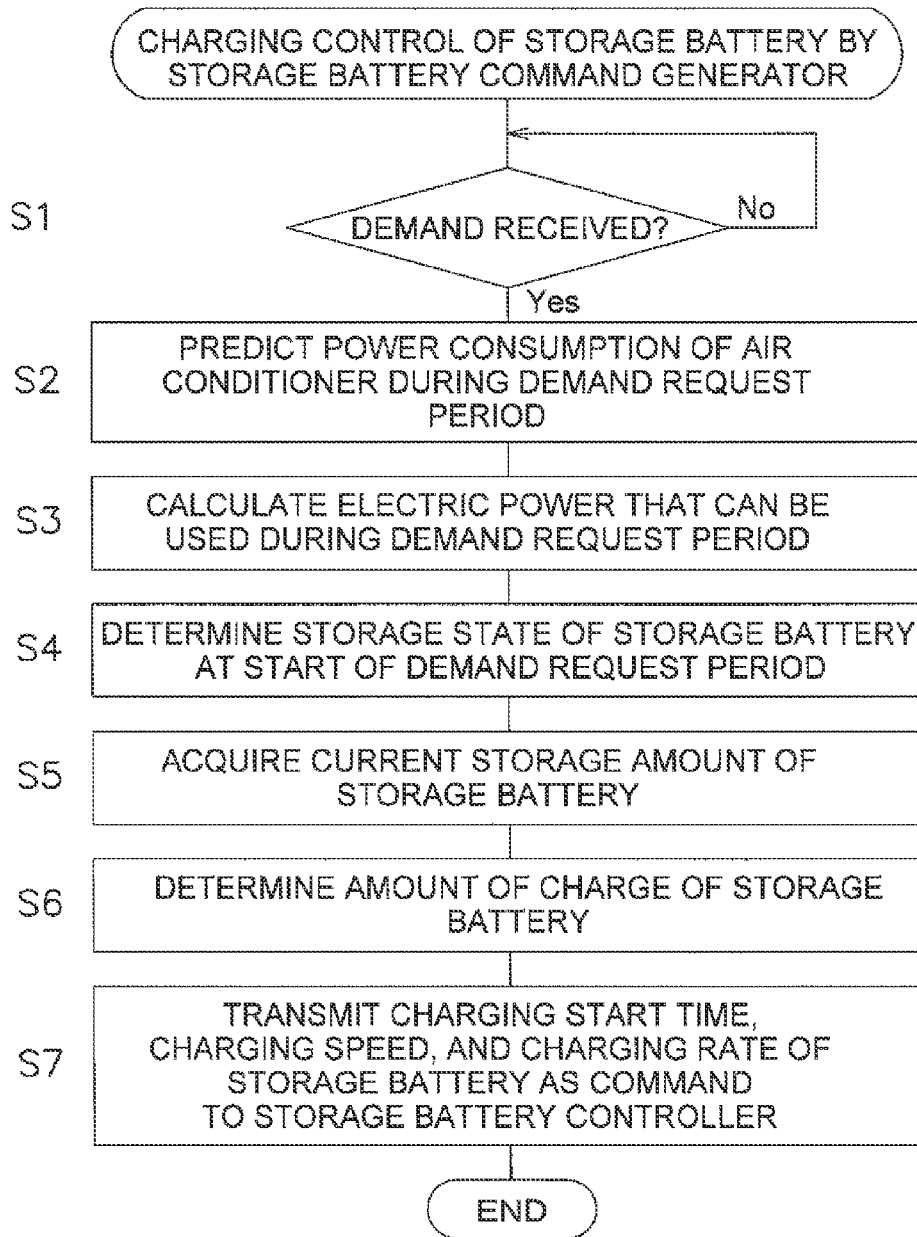 CHARGING CONTROL OF STORAGE BATTERY BY
STORAGE BATTERY COMMAND GENERATOR
S1
DEMAND RECEIVED?
No
Yes
S2
PREDICT POWER CONSUMPTION OF AIR
CONDITIONER DURING DEMAND REQUEST
PERIOD
S3
CALCULATE ELECTRIC POWER THAT CAN BE
USED DURING DEMAND REQUEST PERIOD
S4
DETERMINE STORAGE STATE OF STORAGE BATTERY
AT START OF DEMAND REQUEST PERIOD
S5
ACQUIRE CURRENT STORAGE AMOUNT OF
STORAGE BATTERY
S6
DETERMINE AMOUNT OF CHARGE OF STORAGE
BATTERY
S7
TRANSMIT CHARGING START TIME,
CHARGING SPEED, AND CHARGING RATE OF
STORAGE BATTERY AS COMMAND
TO STORAGE BATTERY CONTROLLER
END